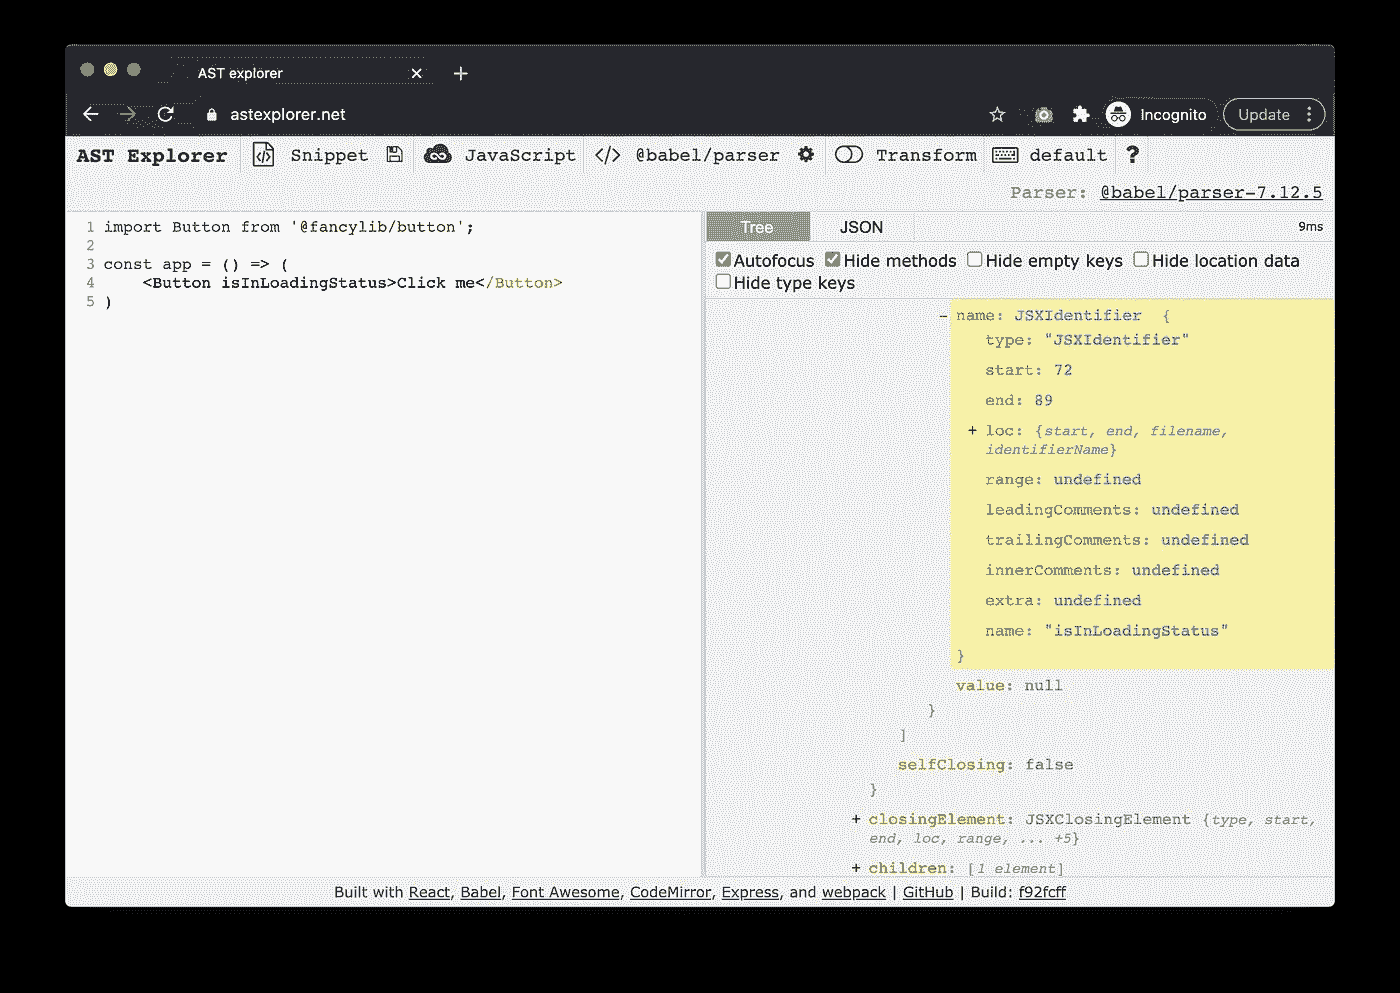 AST explorer
astexplorer.net
Incognito
Update
AST Explorer
Snippet
JavaScript
</> @babel/parser
Transform
default
?
Parser: @babel/parser-7.12.5
1 import Button from '@fancylib/button';
2
3 const app = () => (
4 <Button isInLoadingStatus>Click me</Button>
5 )
Tree
JSON
9ms
Autofocus
Hide methods
Hide empty keys
Hide location data
Hide type keys
- name: JSXIdentifier {
type: "JSXIdentifier"
start: 72
end: 89
+ loc: {start, end, filename,
identifierName}
range: undefined
leadingComments: undefined
trailingComments: undefined
innerComments: undefined
extra: undefined
name: "isInLoadingStatus"
}
value: null
}
]
selfClosing: false
}
+ closingElement: JSXClosingElement {type, start,
end, loc, range, ... +5}
+ children: [1 element]
Built with React, Babel, Font Awesome, CodeMirror, Express, and webpack | GitHub | Build: f92fcff